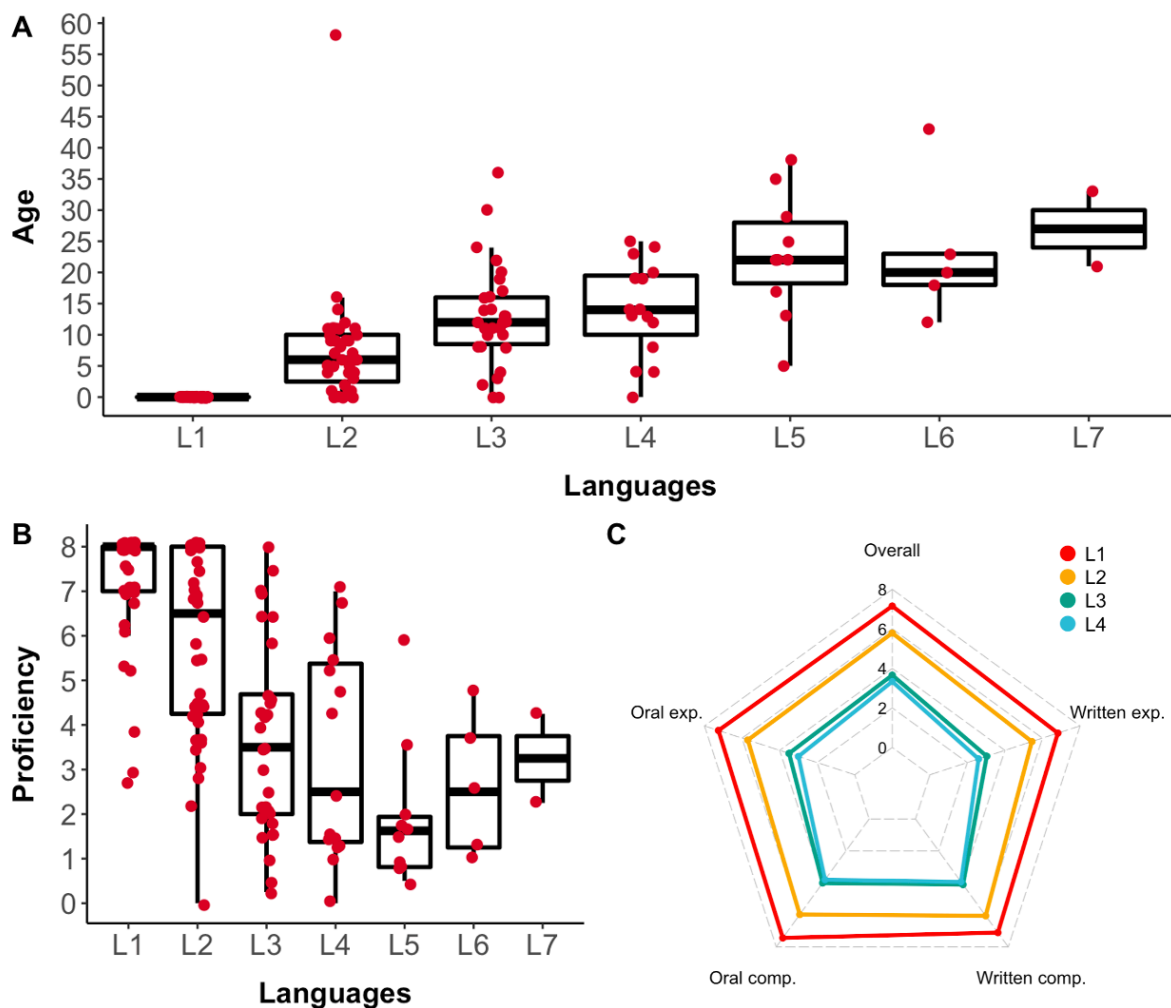 A
60
55
50
45
40
35
30
25
20
15
10
5
0
Age
L1 L2 L3 L4 L5 L6 L7
Languages
B
8
7
6
5
4
3
2
1
0
Proficiency
L1 L2 L3 L4 L5 L6 L7
Languages
C
Overall
L1
L2
L3
L4
8
6
4
2
0
Oral exp.
Written exp.
Oral comp.
Written comp.